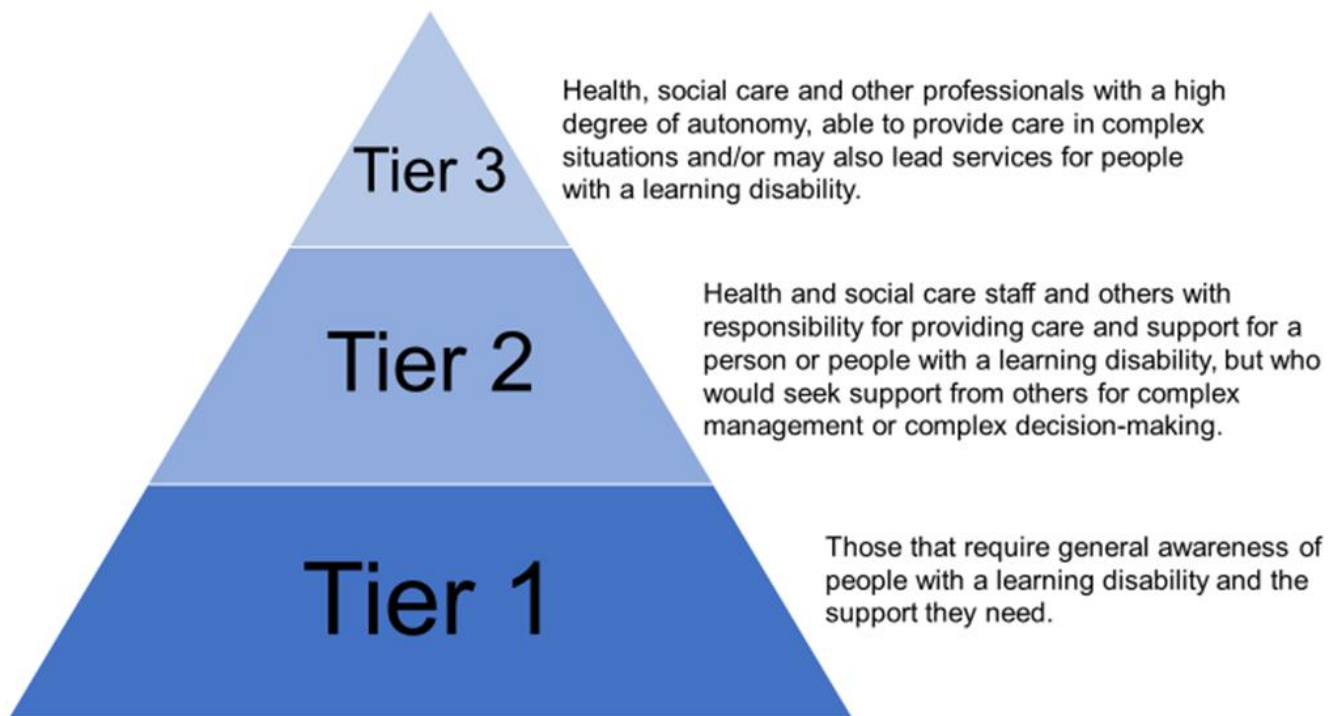 Tier 3
Health, social care and other professionals with a high
degree of autonomy, able to provide care in complex
situations and/or may also lead services for people
with a learning disability.
Tier 2
Health and social care staff and others with
responsibility for providing care and support for a
person or people with a learning disability, but who
would seek support from others for complex
management or complex decision-making.
Tier 1
Those that require general awareness of
people with a learning disability and the
support they need.